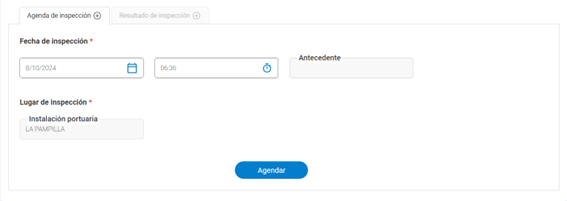 Agenda de inspección
Resultado de inspección
Fecha de inspección *
8/10/2024
06:36
Antecedente
Lugar de inspección *
Instalación portuaria
LA PAMPILLA
Agendar